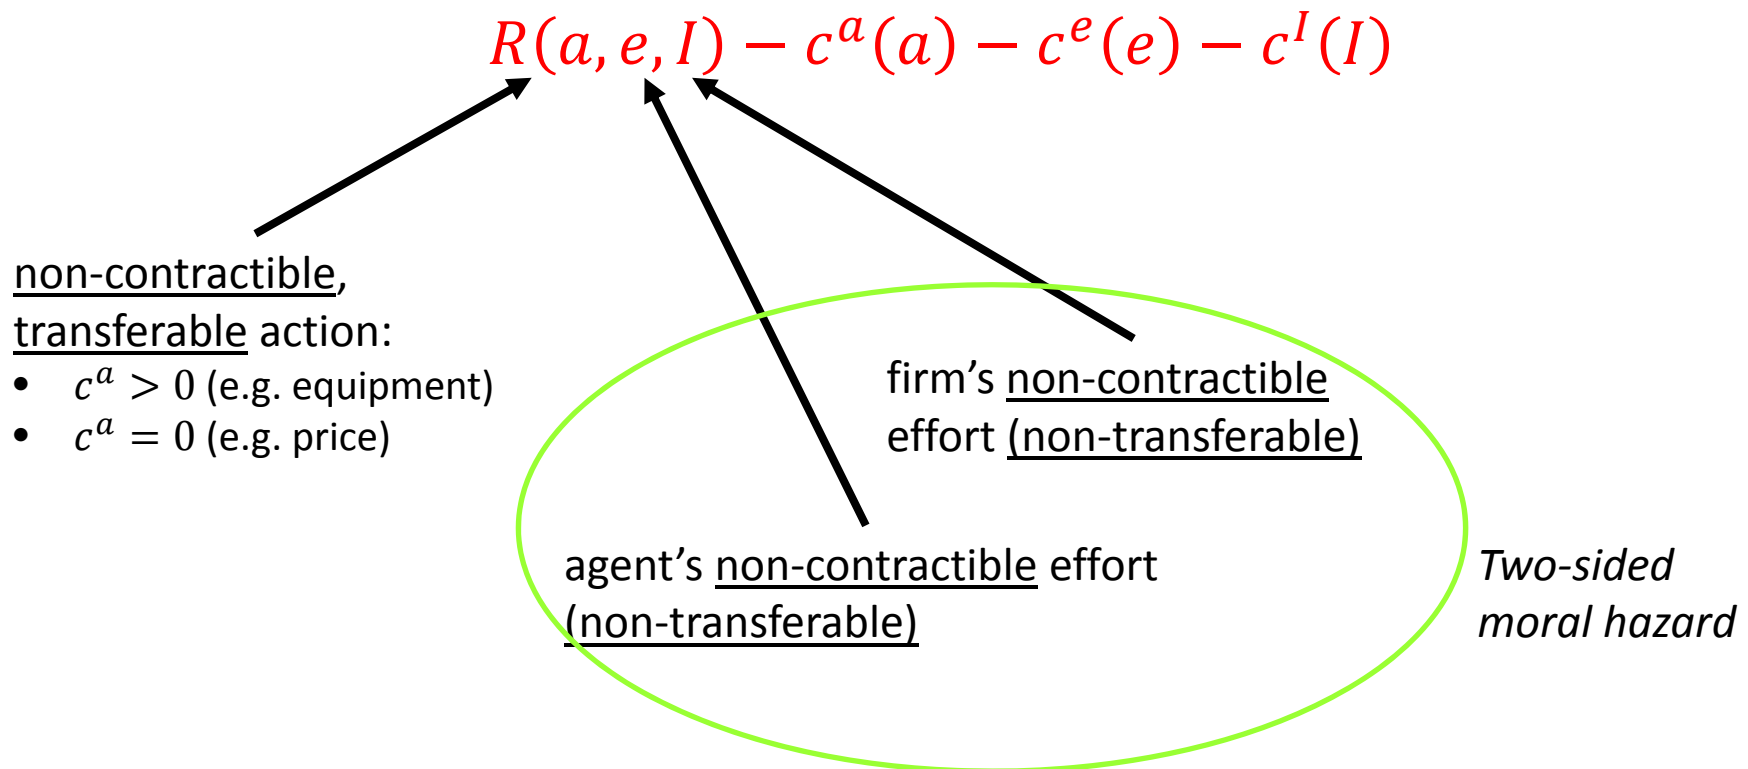 R(a, e, I) − c^a(a) − c^e(e) − c^I(I)
non-contractible,
transferable action:
• c^a > 0 (e.g. equipment)
• c^a = 0 (e.g. price)
firm’s non-contractible
effort (non-transferable)
agent’s non-contractible effort
(non-transferable)
Two-sided
moral hazard